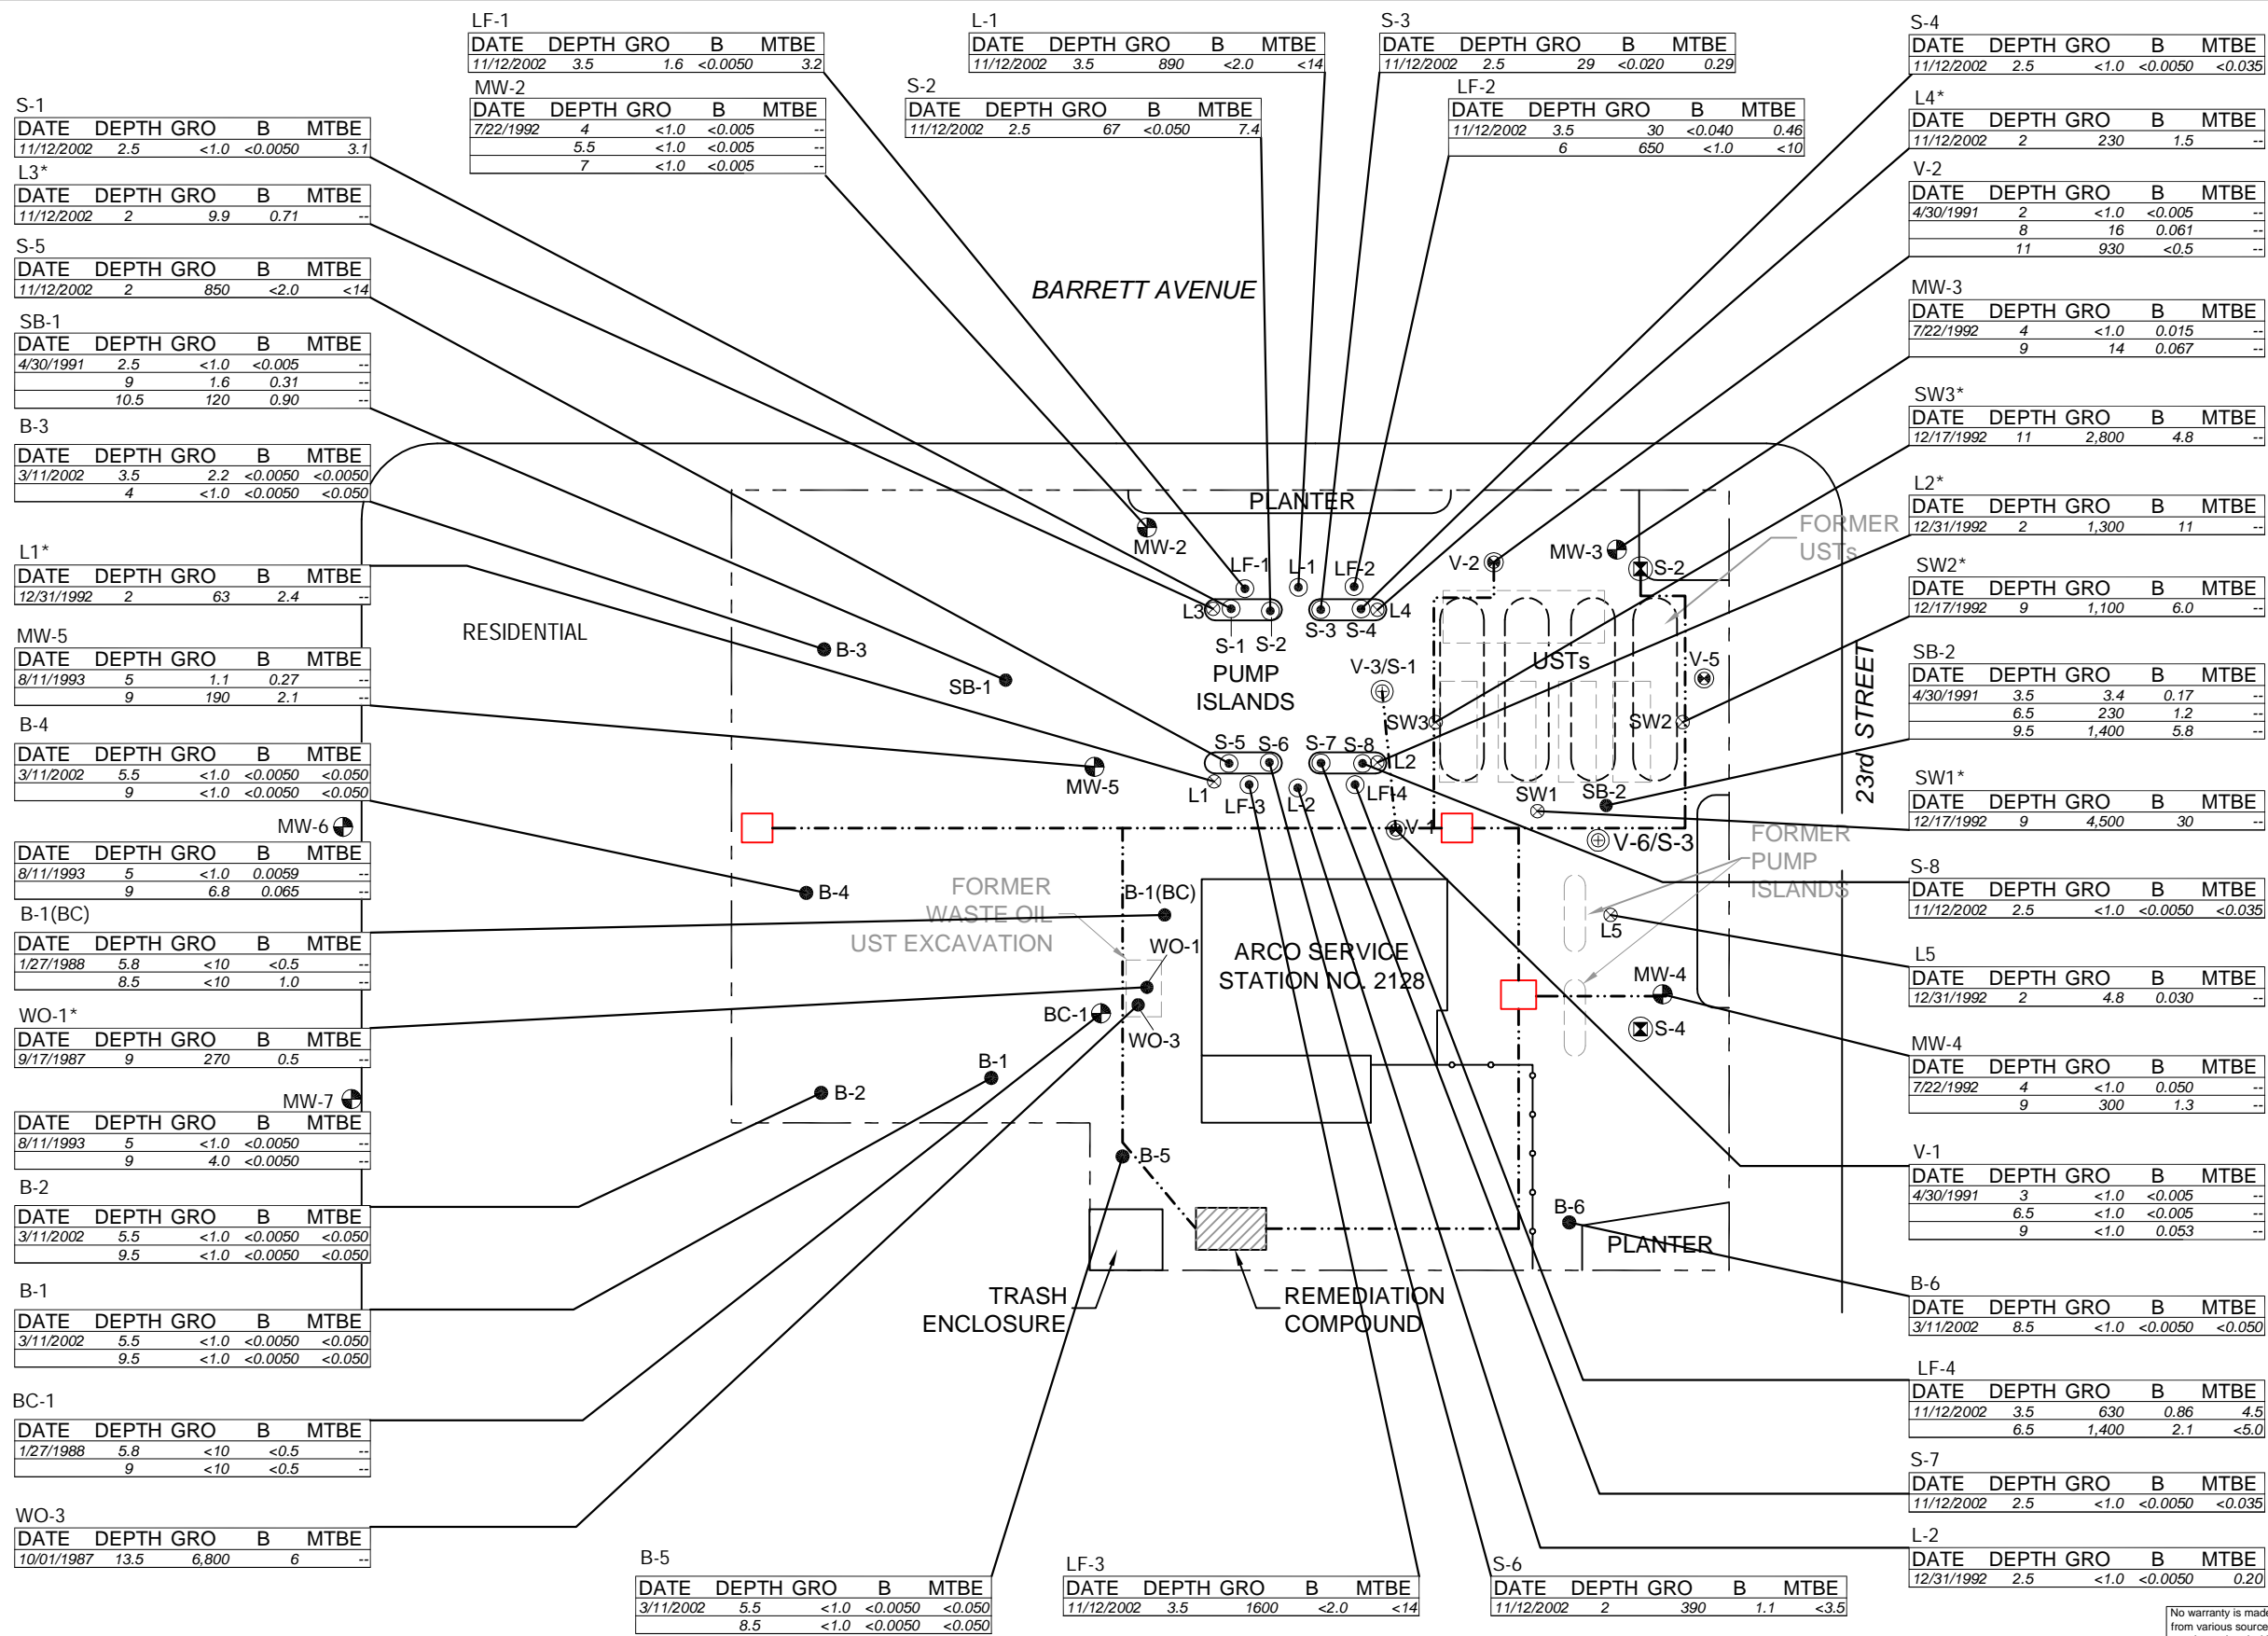 LF-1
DATE DEPTH GRO B MTBE
11/12/2002 3.5 1.6 <0.0050 3.2
MW-2
DATE DEPTH GRO B MTBE
7/22/1992 4 <1.0 <0.005 --
5.5 <1.0 <0.005 --
7 <1.0 <0.005 --
L-1
DATE DEPTH GRO B MTBE
11/12/2002 3.5 890 <2.0 <14
S-2
DATE DEPTH GRO B MTBE
11/12/2002 2.5 67 <0.050 7.4
S-3
DATE DEPTH GRO B MTBE
11/12/2002 2.5 29 <0.020 0.29
LF-2
DATE DEPTH GRO B MTBE
11/12/2002 3.5 30 <0.040 0.46
6 650 <1.0 <10
S-1
DATE DEPTH GRO B MTBE
11/12/2002 2.5 <1.0 <0.0050 3.1
L3*
DATE DEPTH GRO B MTBE
11/12/2002 2 9.9 0.71 --
S-5
DATE DEPTH GRO B MTBE
11/12/2002 2 850 <2.0 <14
SB-1
DATE DEPTH GRO B MTBE
4/30/1991 2.5 <1.0 <0.005 --
9 1.6 0.31 --
10.5 120 0.90 --
B-3
DATE DEPTH GRO B MTBE
3/11/2002 3.5 2.2 <0.0050 <0.0050
4 <1.0 <0.0050 <0.050
L1*
DATE DEPTH GRO B MTBE
12/31/1992 2 63 2.4 --
MW-5
DATE DEPTH GRO B MTBE
8/11/1993 5 1.1 0.27 --
9 190 2.1 --
B-4
DATE DEPTH GRO B MTBE
3/11/2002 5.5 <1.0 <0.0050 <0.050
9 <1.0 <0.0050 <0.050
MW-6
DATE DEPTH GRO B MTBE
8/11/1993 5 <1.0 0.0059 --
9 6.8 0.065 --
B-1(BC)
DATE DEPTH GRO B MTBE
1/27/1988 5.8 <10 <0.5 --
8.5 <10 1.0 --
WO-1*
DATE DEPTH GRO B MTBE
9/17/1987 9 270 0.5 --
MW-7
DATE DEPTH GRO B MTBE
8/11/1993 5 <1.0 <0.0050 --
9 4.0 <0.0050 --
B-2
DATE DEPTH GRO B MTBE
3/11/2002 5.5 <1.0 <0.0050 <0.050
9.5 <1.0 <0.0050 <0.050
B-1
DATE DEPTH GRO B MTBE
3/11/2002 5.5 <1.0 <0.0050 <0.050
9.5 <1.0 <0.0050 <0.050
BC-1
DATE DEPTH GRO B MTBE
1/27/1988 5.8 <10 <0.5 --
9 <10 <0.5 --
WO-3
DATE DEPTH GRO B MTBE
10/01/1987 13.5 6,800 6 --
BARRETT AVENUE
PLANTER
MW-2
LF-1
L-1
LF-2
V-2
MW-3
S-2
FORMER
USTs
L3
S-1
S-2
S-3
S-4
L4
RESIDENTIAL
B-3
SB-1
PUMP
ISLANDS
V-3/S-1
USTs
V-5
SW3
SW2
23rd STREET
S-5
S-6
S-7
S-8
L2
MW-5
L1
LF-3
L-2
LF-4
SW1
SB-2
V-1
V-6/S-3
FORMER
PUMP
ISLANDS
B-4
FORMER
WASTE OIL
UST EXCAVATION
B-1(BC)
WO-1
ARCO SERVICE
STATION NO. 2128
L5
MW-4
S-4
BC-1
WO-3
B-1
B-2
B-5
B-6
PLANTER
TRASH
ENCLOSURE
REMEDIATION
COMPOUND
B-5
DATE DEPTH GRO B MTBE
3/11/2002 5.5 <1.0 <0.0050 <0.050
8.5 <1.0 <0.0050 <0.050
LF-3
DATE DEPTH GRO B MTBE
11/12/2002 3.5 1600 <2.0 <14
S-6
DATE DEPTH GRO B MTBE
11/12/2002 2 390 1.1 <3.5
S-4
DATE DEPTH GRO B MTBE
11/12/2002 2.5 <1.0 <0.0050 <0.035
L4*
DATE DEPTH GRO B MTBE
11/12/2002 2 230 1.5 --
V-2
DATE DEPTH GRO B MTBE
4/30/1991 2 <1.0 <0.005 --
8 16 0.061 --
11 930 <0.5 --
MW-3
DATE DEPTH GRO B MTBE
7/22/1992 4 <1.0 0.015 --
9 14 0.067 --
SW3*
DATE DEPTH GRO B MTBE
12/17/1992 11 2,800 4.8 --
L2*
DATE DEPTH GRO B MTBE
12/31/1992 2 1,300 11 --
SW2*
DATE DEPTH GRO B MTBE
12/17/1992 9 1,100 6.0 --
SB-2
DATE DEPTH GRO B MTBE
4/30/1991 3.5 3.4 0.17 --
6.5 230 1.2 --
9.5 1,400 5.8 --
SW1*
DATE DEPTH GRO B MTBE
12/17/1992 9 4,500 30 --
S-8
DATE DEPTH GRO B MTBE
11/12/2002 2.5 <1.0 <0.0050 <0.035
L5
DATE DEPTH GRO B MTBE
12/31/1992 2 4.8 0.030 --
MW-4
DATE DEPTH GRO B MTBE
7/22/1992 4 <1.0 0.050 --
9 300 1.3 --
V-1
DATE DEPTH GRO B MTBE
4/30/1991 3 <1.0 <0.005 --
6.5 <1.0 <0.005 --
9 <1.0 0.053 --
B-6
DATE DEPTH GRO B MTBE
3/11/2002 8.5 <1.0 <0.0050 <0.050
LF-4
DATE DEPTH GRO B MTBE
11/12/2002 3.5 630 0.86 4.5
6.5 1,400 2.1 <5.0
S-7
DATE DEPTH GRO B MTBE
11/12/2002 2.5 <1.0 <0.0050 <0.035
L-2
DATE DEPTH GRO B MTBE
12/31/1992 2.5 <1.0 <0.0050 0.20
No warranty is made
from various source